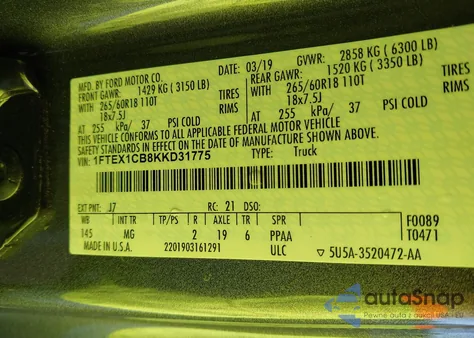 MFD. BY FORD MOTOR CO. 03/19 GVWR: 2858 KG (6300 LB)
FRONT GAWR: 1429 KG (3150 LB) REAR GAWR: 1520 KG (3350 LB)
265/60R18 110T TIRES 265/60R18 110T TIRES
18x7.5J RIMS 18x7.5J RIMS
AT 255 kPa/ 37 PSI COLD AT 255 kPa/ 37 PSI COLD
THIS VEHICLE CONFORMS TO ALL APPLICABLE FEDERAL MOTOR VEHICLE
SAFETY STANDARDS IN EFFECT ON THE DATE OF MANUFACTURE SHOWN ABOVE.
VIN: 1FTEX1CB8KKD31775 TYPE: Truck
EXT PNT: J7 RC: 21 DSO:
WB INT TR TP/PS R AXLE TR SPR F0089
145 MG 2 19 6 PPAA T0471
MADE IN U.S.A. 2201903161291 ULC 5U5A-3520472-AA
autoSnap
Pewne auta z aukcji USA i EU